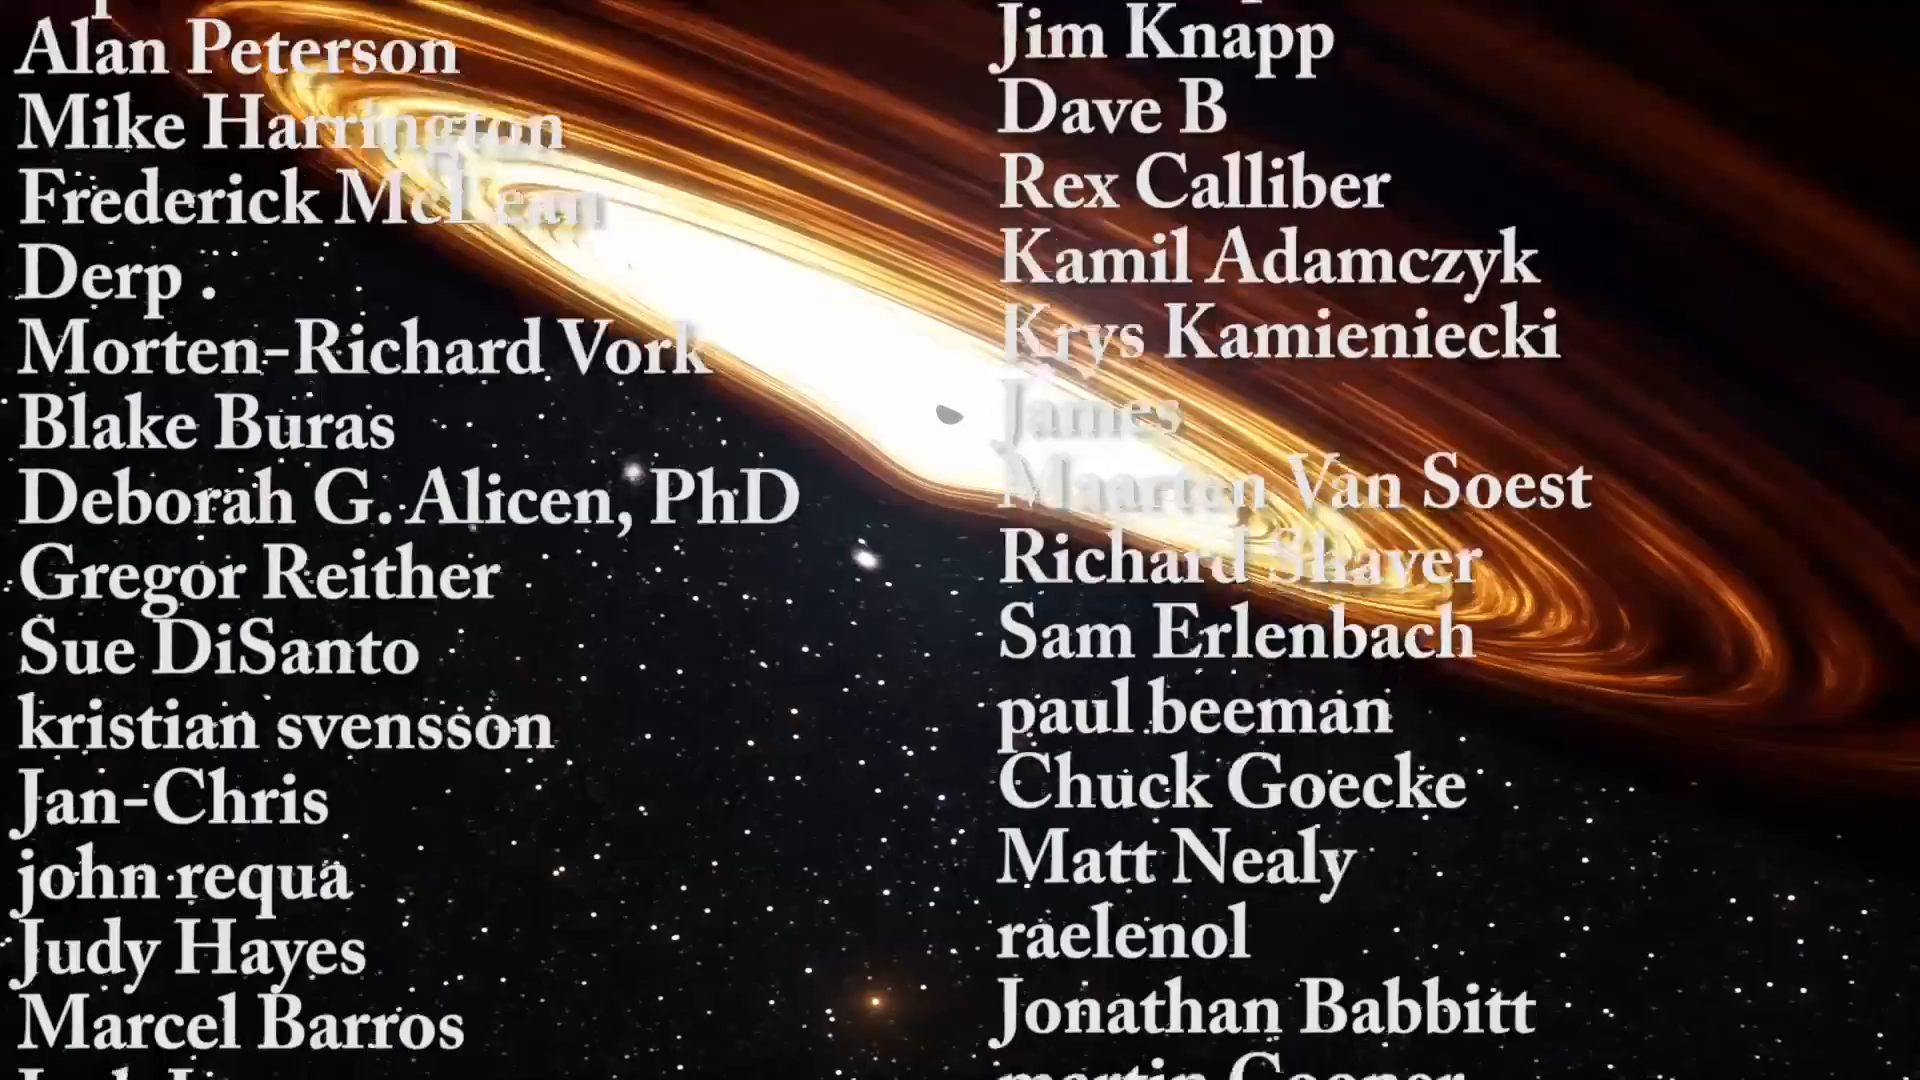 Alan Peterson
Mike Harrington
Frederick McLean
Derp .
Morten-Richard Vork
Blake Buras
Deborah G. Alicen, PhD
Gregor Reither
Sue DiSanto
kristian svensson
Jan-Chris
john requa
Judy Hayes
Marcel Barros
Jim Knapp
Dave B
Rex Calliber
Kamil Adamczyk
Krys Kamieniecki
James
Maarten Van Soest
Richard Shaver
Sam Erlenbach
paul beeman
Chuck Goecke
Matt Nealy
raelenol
Jonathan Babbitt
martin Gooner